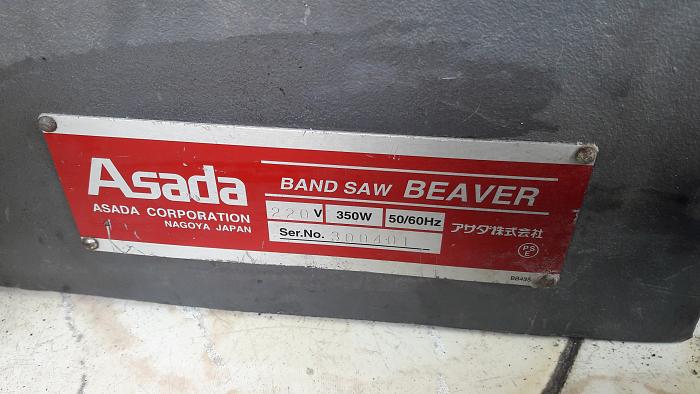 Asada
ASADA CORPORATION
NAGOYA JAPAN
BAND SAW BEAVER
220 V 350W 50/60Hz
Ser.No. 300401
アサダ株式会社
PS
E